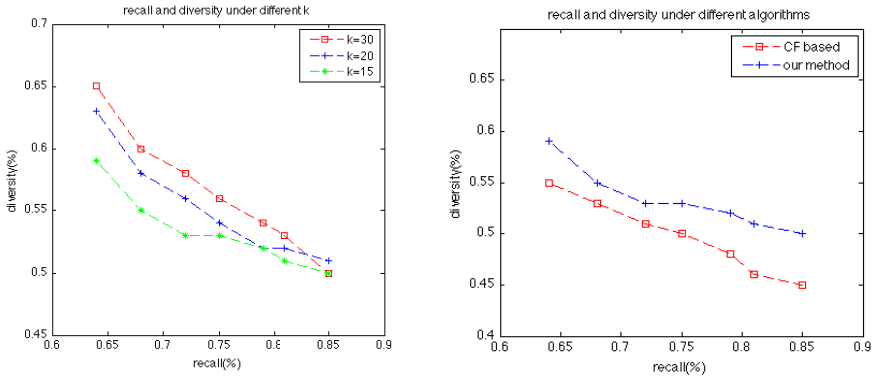 recall and diversity under different k
0.7
0.65
0.6
0.55
0.5
0.45
diversity(%)
k=30
k=20
k=15
0.6
0.65
0.7
0.75
0.8
0.85
0.9
recall(%)
recall and diversity under different algorithms
0.65
0.6
0.55
0.5
0.45
0.4
diversity(%)
CF based
our method
0.6
0.65
0.7
0.75
0.8
0.85
0.9
recall(%)